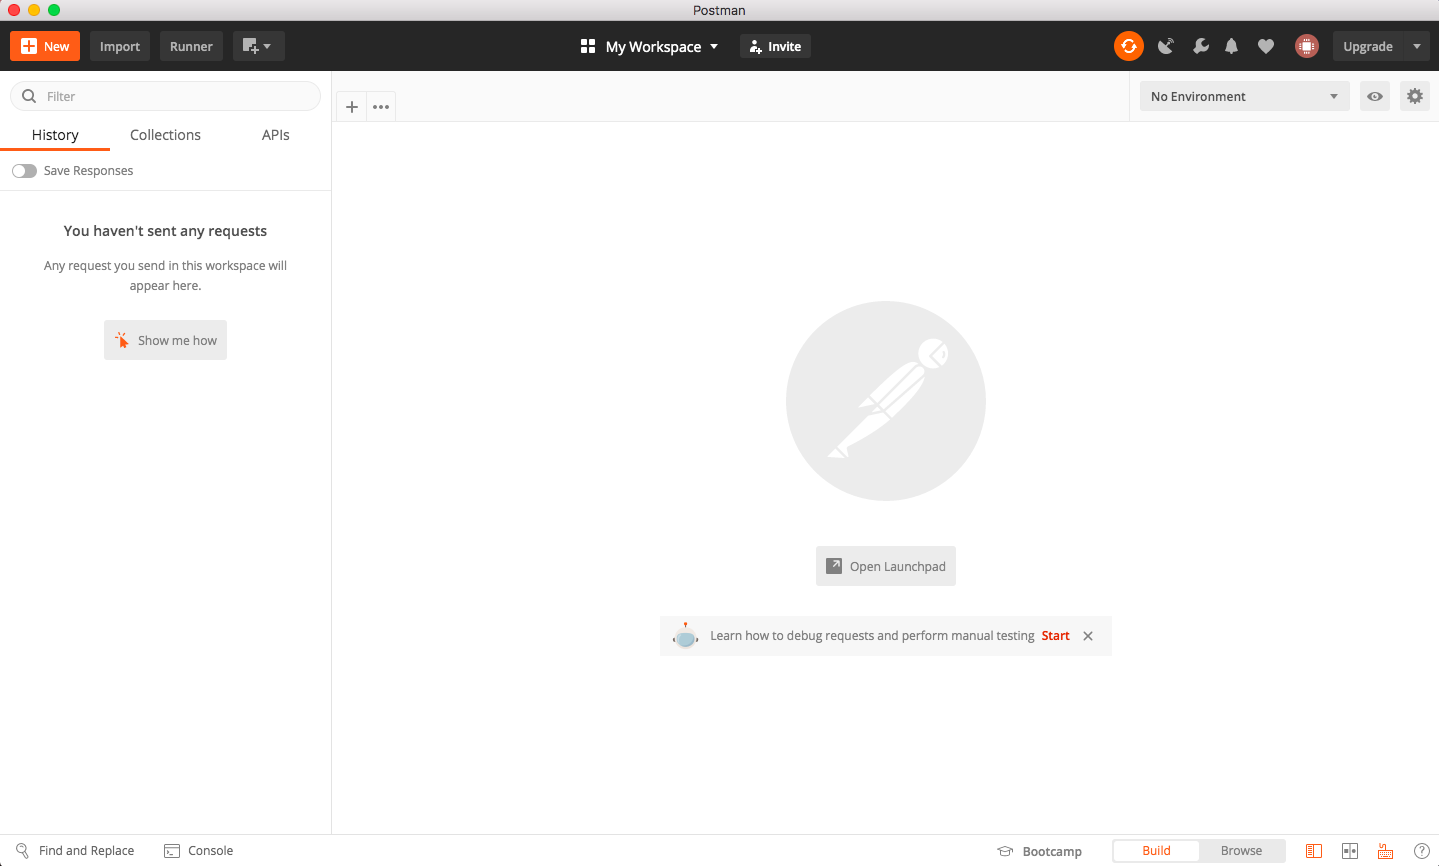 Postman
New
Import
Runner
My Workspace
Invite
Upgrade
Filter
No Environment
History
Collections
APIs
Save Responses
You haven't sent any requests
Any request you send in this workspace will
appear here.
Show me how
Open Launchpad
Learn how to debug requests and perform manual testing Start
Find and Replace
Console
Bootcamp
Build
Browse